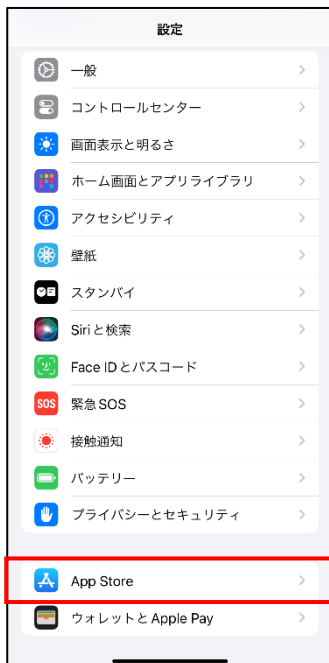 設定
一般
コントロールセンター
画面表示と明るさ
ホーム画面とアプリライブラリ
アクセシビリティ
壁紙
スタンバイ
Siriと検索
Face IDとパスコード
SOS 緊急SOS
接触通知
バッテリー
プライバシーとセキュリティ
App Store
ウォレットとApple Pay